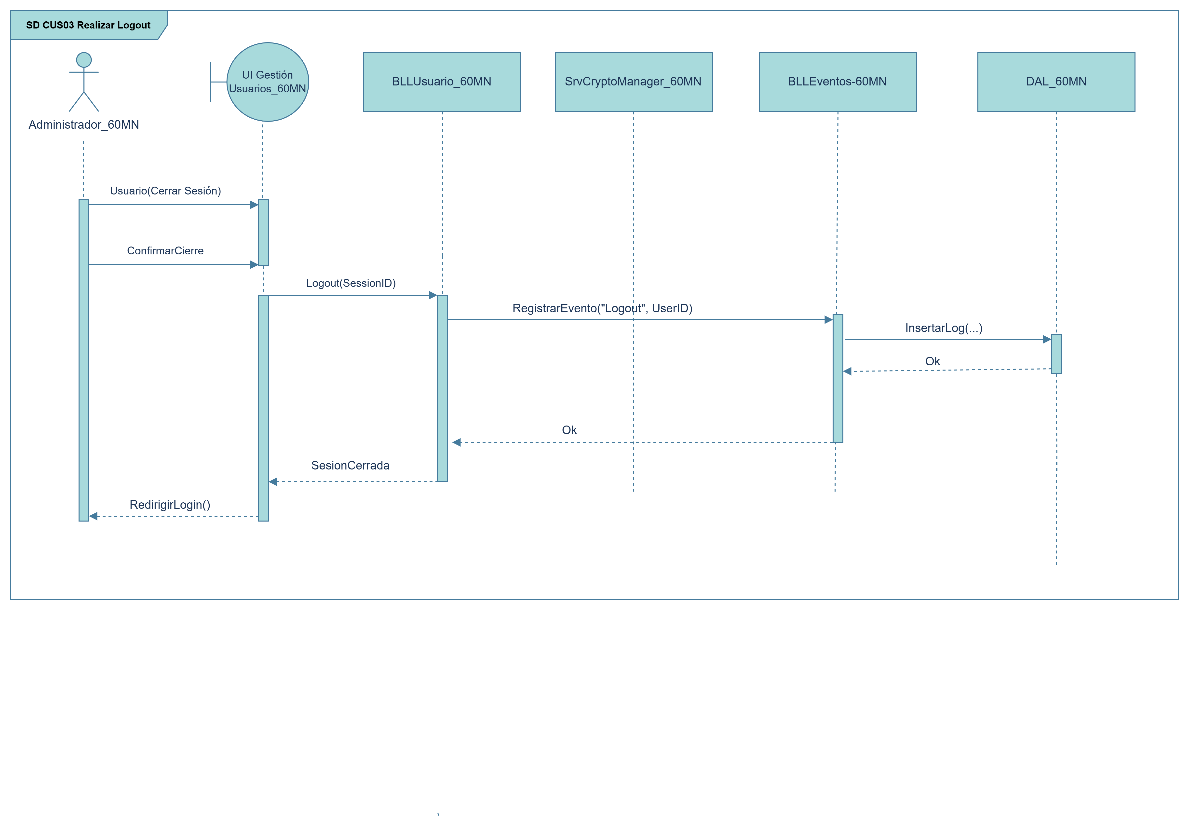 SD CUS03 Realizar Logout
Administrador_60MN
UI Gestión
Usuarios_60MN
BLLUsuario_60MN
SrvCryptoManager_60MN
BLLEventos-60MN
DAL_60MN
Usuario(Cerrar Sesión)
ConfirmarCierre
Logout(SessionID)
RegistrarEvento("Logout", UserID)
InsertarLog(...)
Ok
Ok
SesionCerrada
RedirigirLogin()